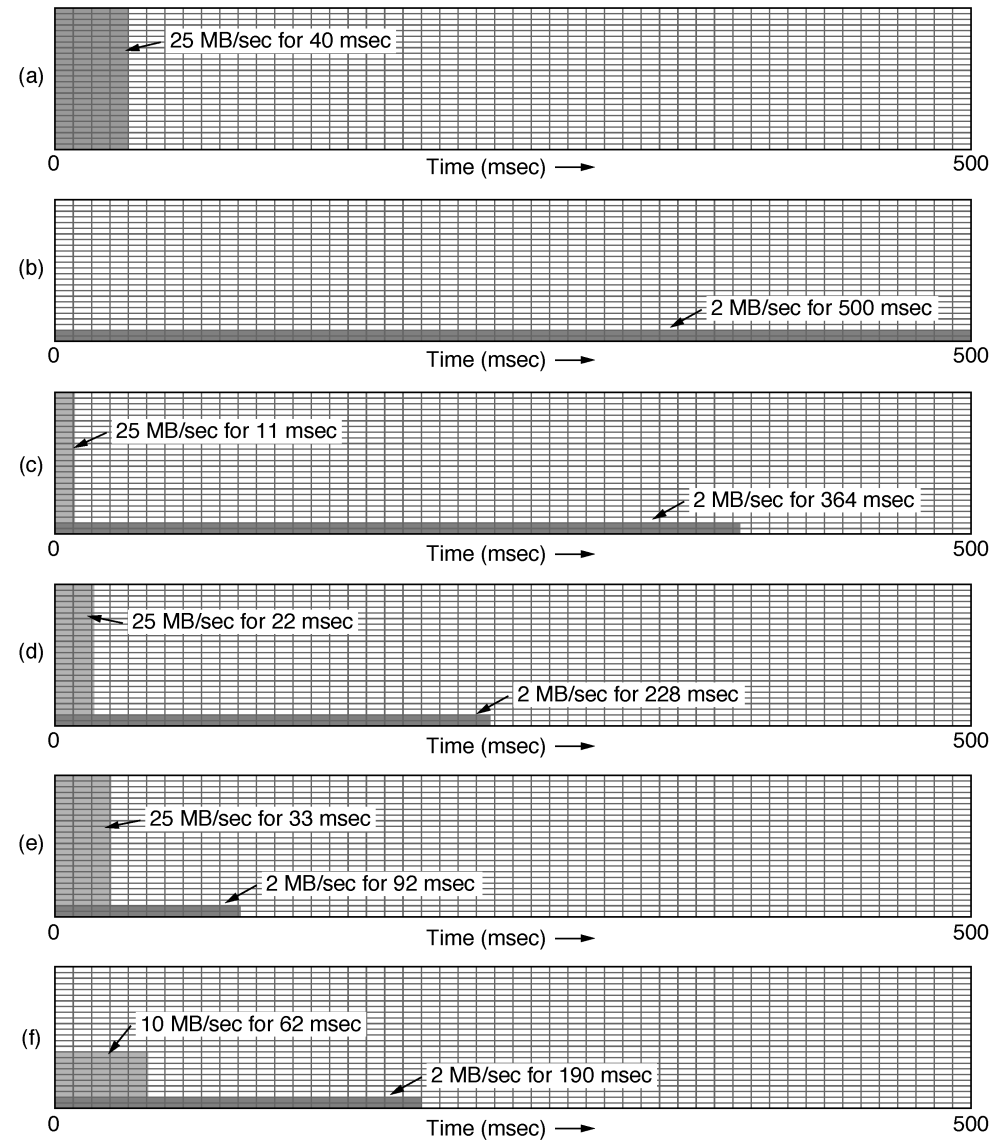 25 MB/sec for 40 msec
(a)
0
Time (msec)
500
(b)
2 MB/sec for 500 msec
0
Time (msec)
500
25 MB/sec for 11 msec
(c)
2 MB/sec for 364 msec
0
Time (msec)
500
25 MB/sec for 22 msec
(d)
2 MB/sec for 228 msec
0
Time (msec)
500
25 MB/sec for 33 msec
(e)
2 MB/sec for 92 msec
0
Time (msec)
500
10 MB/sec for 62 msec
(f)
2 MB/sec for 190 msec
0
Time (msec)
500